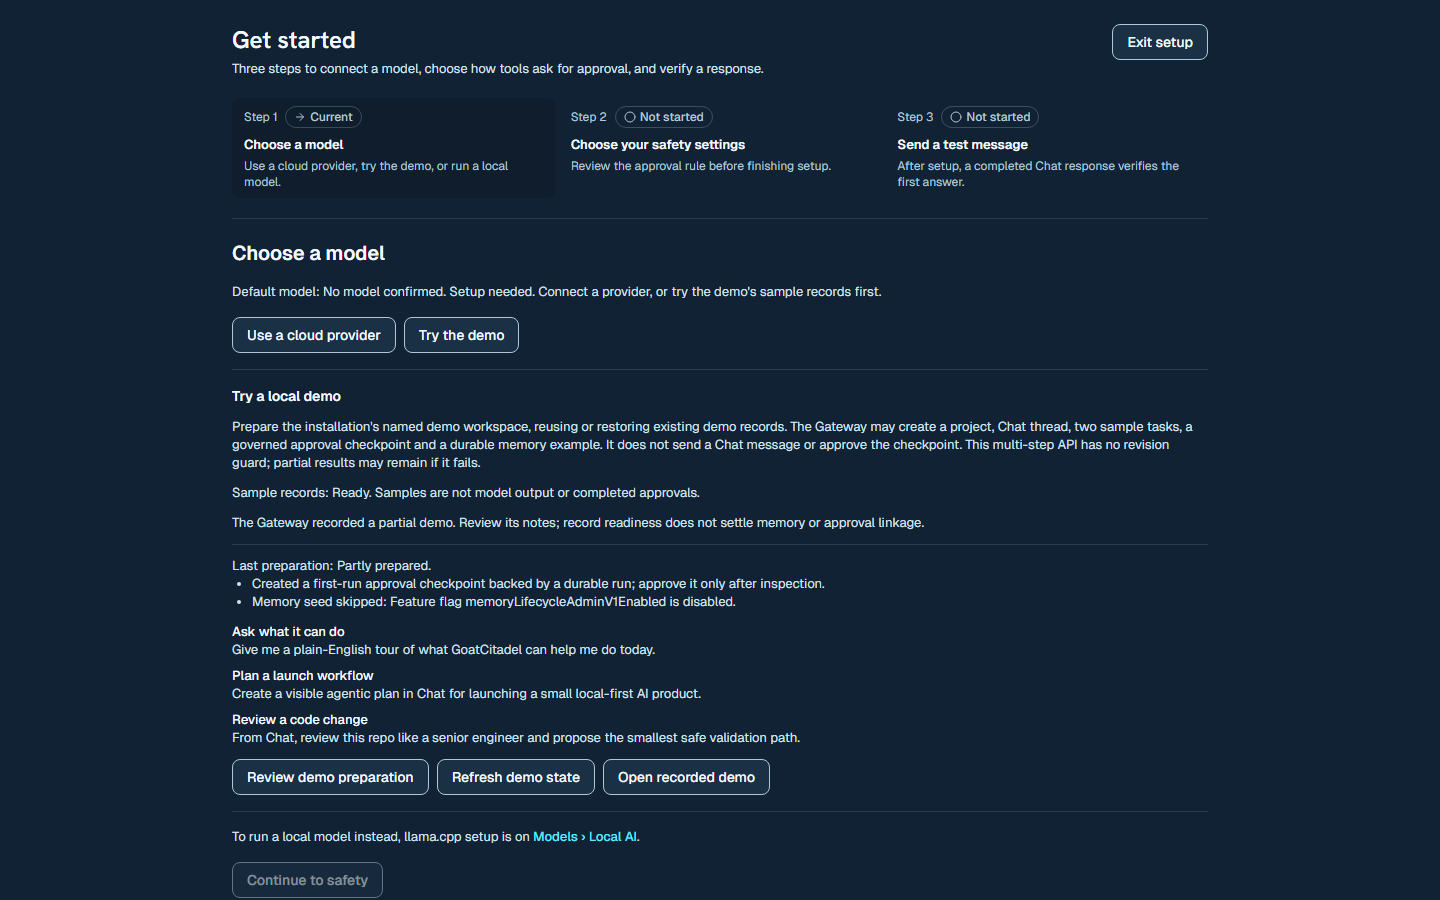 Get started
Exit setup
Three steps to connect a model, choose how tools ask for approval, and verify a response.
Step 1 → Current
Choose a model
Use a cloud provider, try the demo, or run a local
model.
Step 2 Not started
Choose your safety settings
Review the approval rule before finishing setup.
Step 3 Not started
Send a test message
After setup, a completed Chat response verifies the
first answer.
Choose a model
Default model: No model confirmed. Setup needed. Connect a provider, or try the demo's sample records first.
Use a cloud provider
Try the demo
Try a local demo
Prepare the installation's named demo workspace, reusing or restoring existing demo records. The Gateway may create a project, Chat thread, two sample tasks, a
governed approval checkpoint and a durable memory example. It does not send a Chat message or approve the checkpoint. This multi-step API has no revision
guard; partial results may remain if it fails.
Sample records: Ready. Samples are not model output or completed approvals.
The Gateway recorded a partial demo. Review its notes; record readiness does not settle memory or approval linkage.
Last preparation: Partly prepared.
• Created a first-run approval checkpoint backed by a durable run; approve it only after inspection.
• Memory seed skipped: Feature flag memoryLifecycleAdminV1Enabled is disabled.
Ask what it can do
Give me a plain-English tour of what GoatCitadel can help me do today.
Plan a launch workflow
Create a visible agentic plan in Chat for launching a small local-first AI product.
Review a code change
From Chat, review this repo like a senior engineer and propose the smallest safe validation path.
Review demo preparation
Refresh demo state
Open recorded demo
To run a local model instead, llama.cpp setup is on Models › Local AI.
Continue to safety